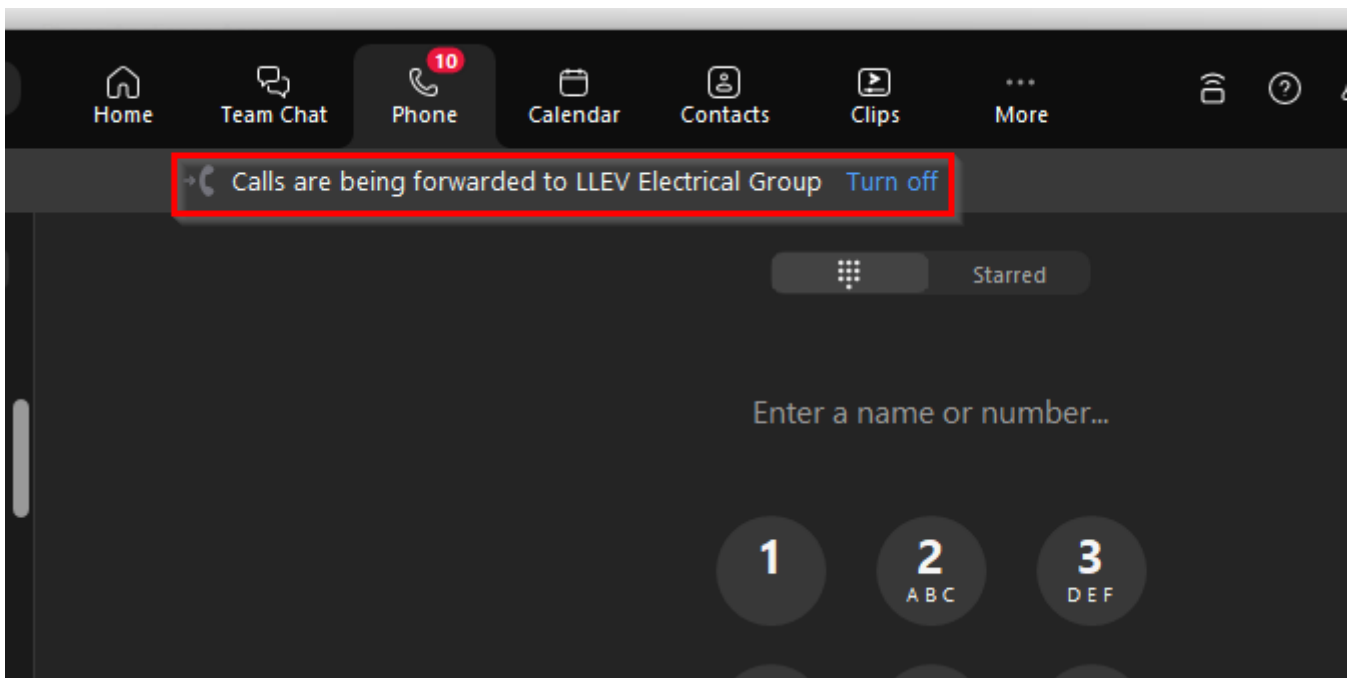 10
Home Team Chat Phone Calendar Contacts Clips More
Calls are being forwarded to LLEV Electrical Group Turn off
Starred
Enter a name or number...
1 2 3
ABC DEF